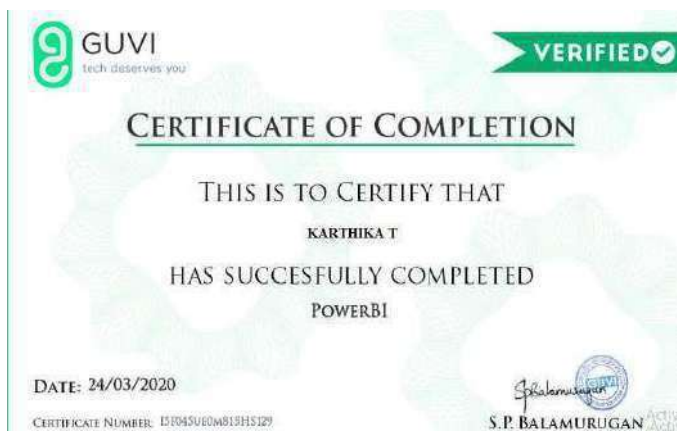 GUVI
tech deserves you
VERIFIED
CERTIFICATE OF COMPLETION
THIS IS TO CERTIFY THAT
KARTHIKA T
HAS SUCCESFULLY COMPLETED
POWERBI
DATE: 24/03/2020
CERTIFICATE NUMBER:
S.P. BALAMURUGAN